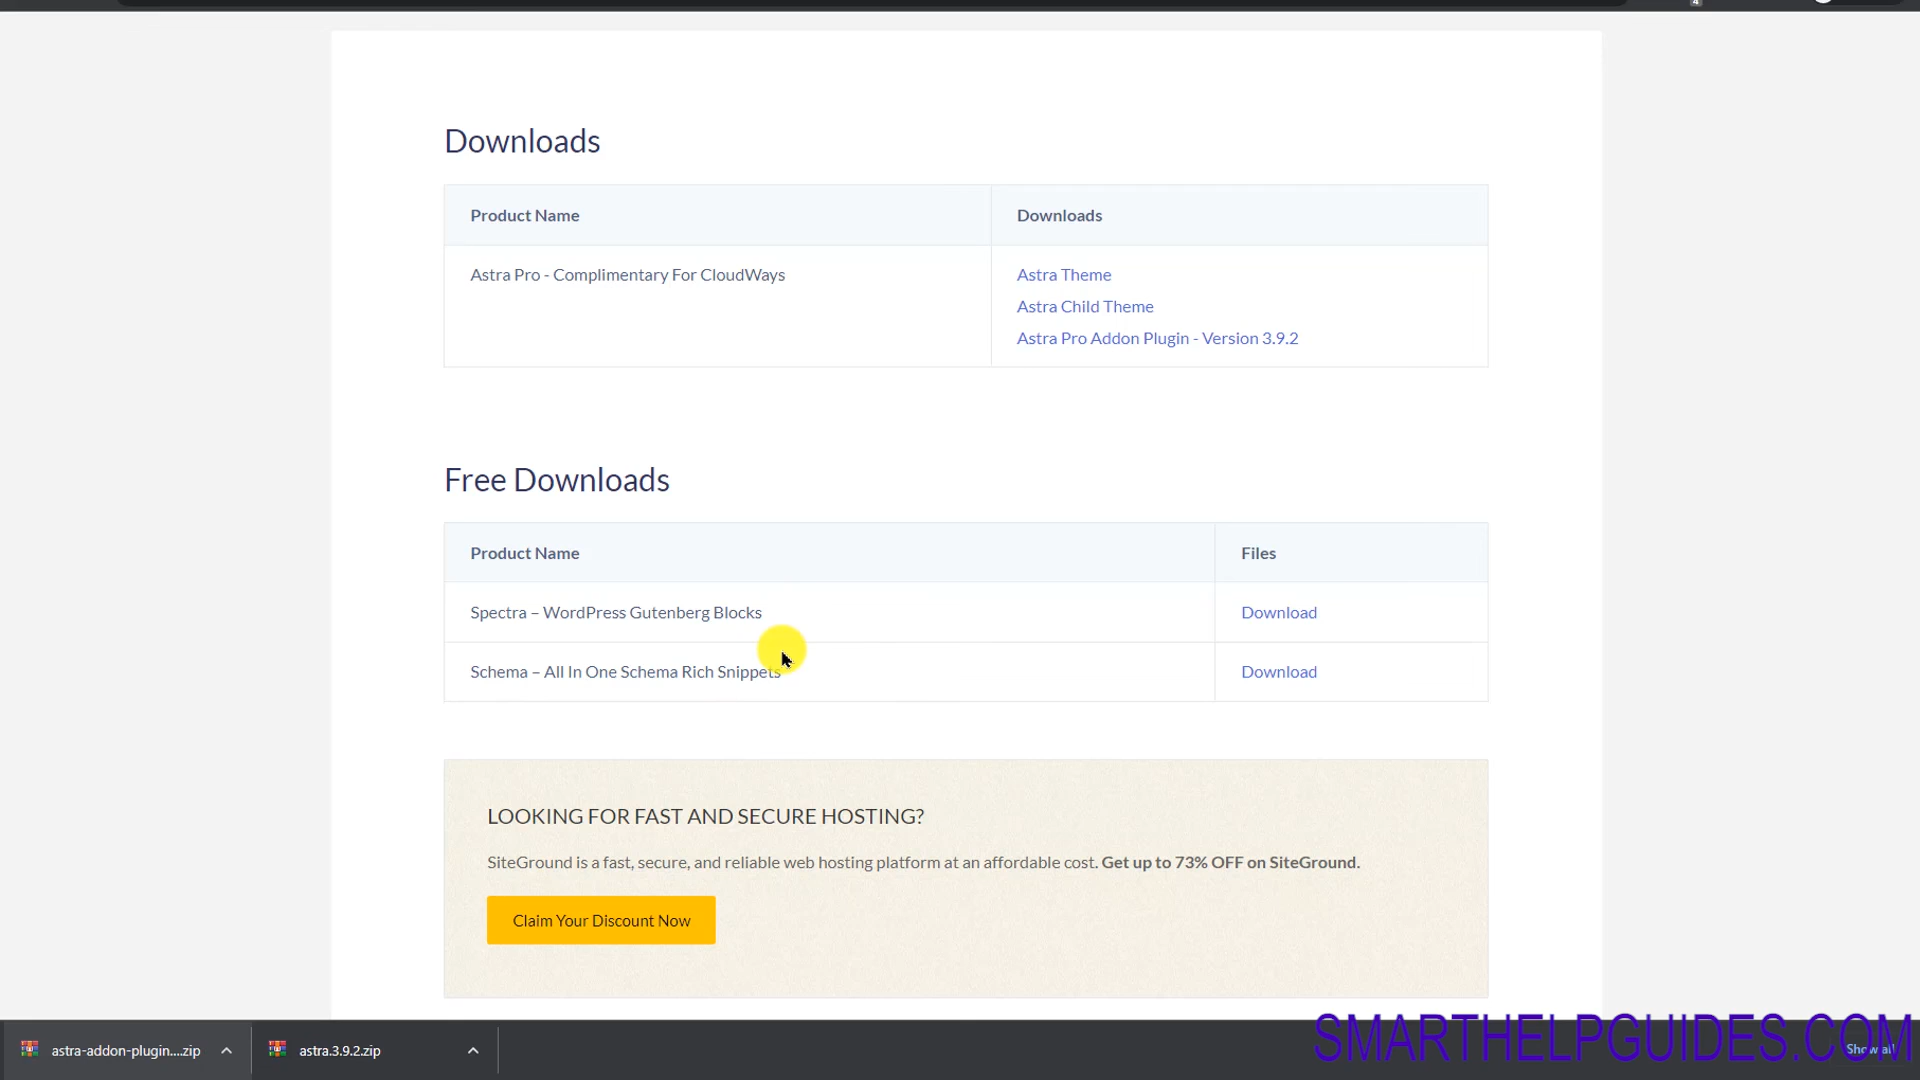 4
Downloads
Product Name
Downloads
Astra Pro - Complimentary For CloudWays
Astra Theme
Astra Child Theme
Astra Pro Addon Plugin - Version 3.9.2
Free Downloads
Product Name
Files
Spectra – WordPress Gutenberg Blocks
Download
Schema – All In One Schema Rich Snippets
Download
LOOKING FOR FAST AND SECURE HOSTING?
SiteGround is a fast, secure, and reliable web hosting platform at an affordable cost. Get up to 73% OFF on SiteGround.
Claim Your Discount Now
astra-addon-plugin....zip
astra.3.9.2.zip
SMARTHELPGUIDES.COM
Show all